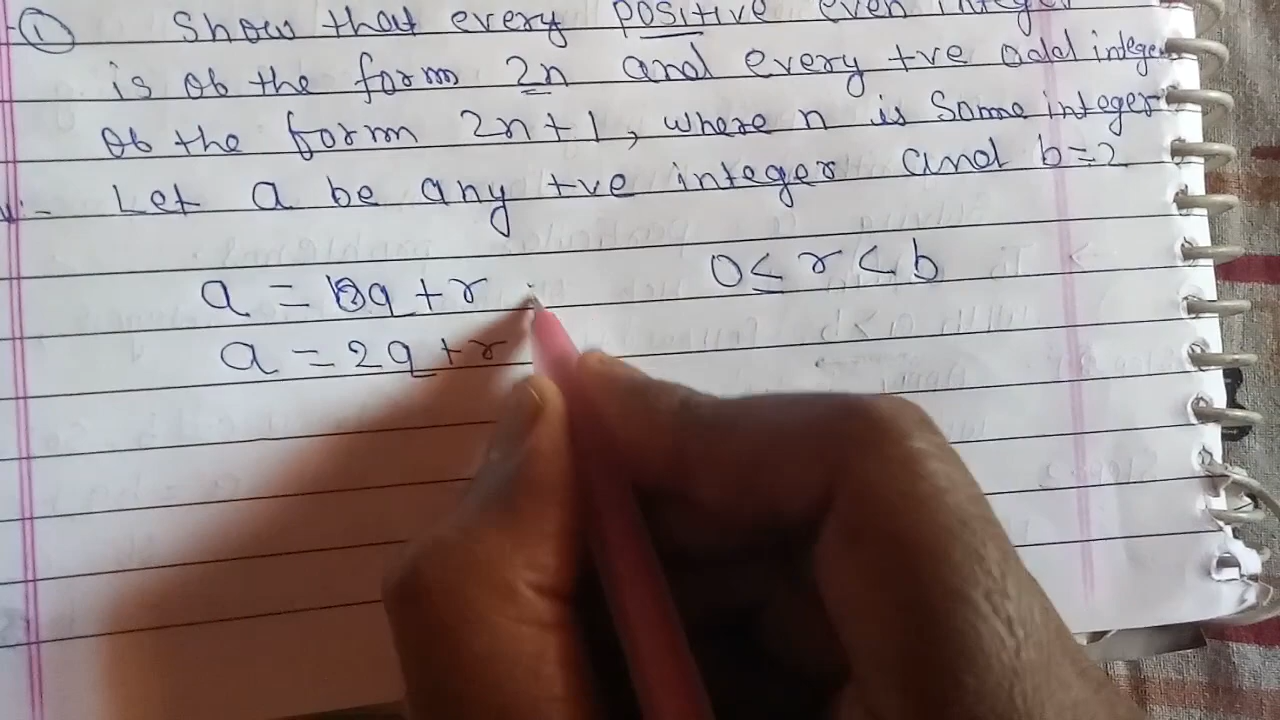 ① Show that every positive even integer
is of the form 2n and every +ve odd integer
of the form 2n+1, where n is some integer
Let a be any +ve integer and b=2
a = bq + r 0 ≤ r < b
a = 2q + r